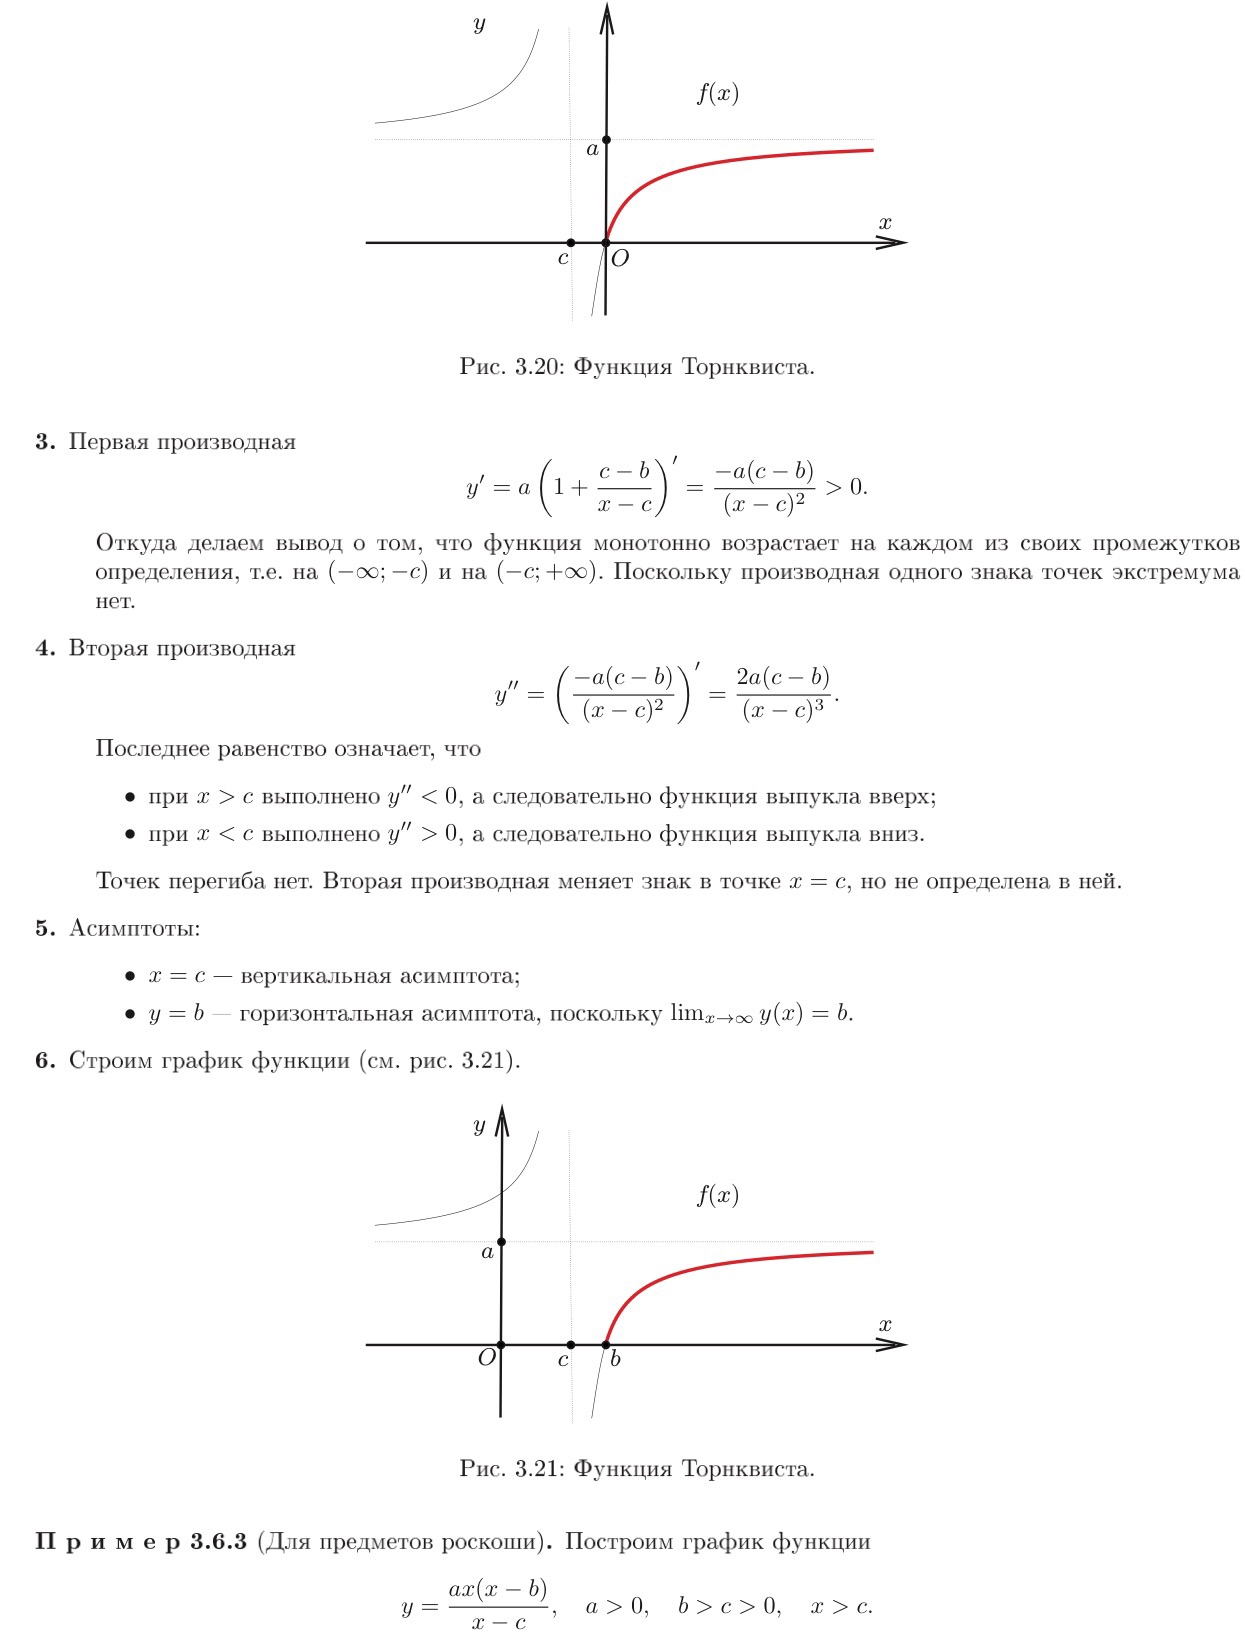 y
f(x)
a
x
c O
Рис. 3.20: Функция Торнквиста.
3. Первая производная
y′ = a (1 + (c − b)/(x − c))′ = −a(c − b)/(x − c)² > 0.
Откуда делаем вывод о том, что функция монотонно возрастает на каждом из своих промежутков
определения, т.е. на (−∞; −c) и на (−c; +∞). Поскольку производная одного знака точек экстремума
нет.
4. Вторая производная
y″ = (−a(c − b)/(x − c)²)′ = 2a(c − b)/(x − c)³.
Последнее равенство означает, что
• при x > c выполнено y″ < 0, а следовательно функция выпукла вверх;
• при x < c выполнено y″ > 0, а следовательно функция выпукла вниз.
Точек перегиба нет. Вторая производная меняет знак в точке x = c, но не определена в ней.
5. Асимптоты:
• x = c — вертикальная асимптота;
• y = b — горизонтальная асимптота, поскольку limₓ→∞ y(x) = b.
6. Строим график функции (см. рис. 3.21).
y
f(x)
a
x
O c b
Рис. 3.21: Функция Торнквиста.
П р и м е р 3.6.3 (Для предметов роскоши). Построим график функции
y = ax(x − b)/(x − c), a > 0, b > c > 0, x > c.